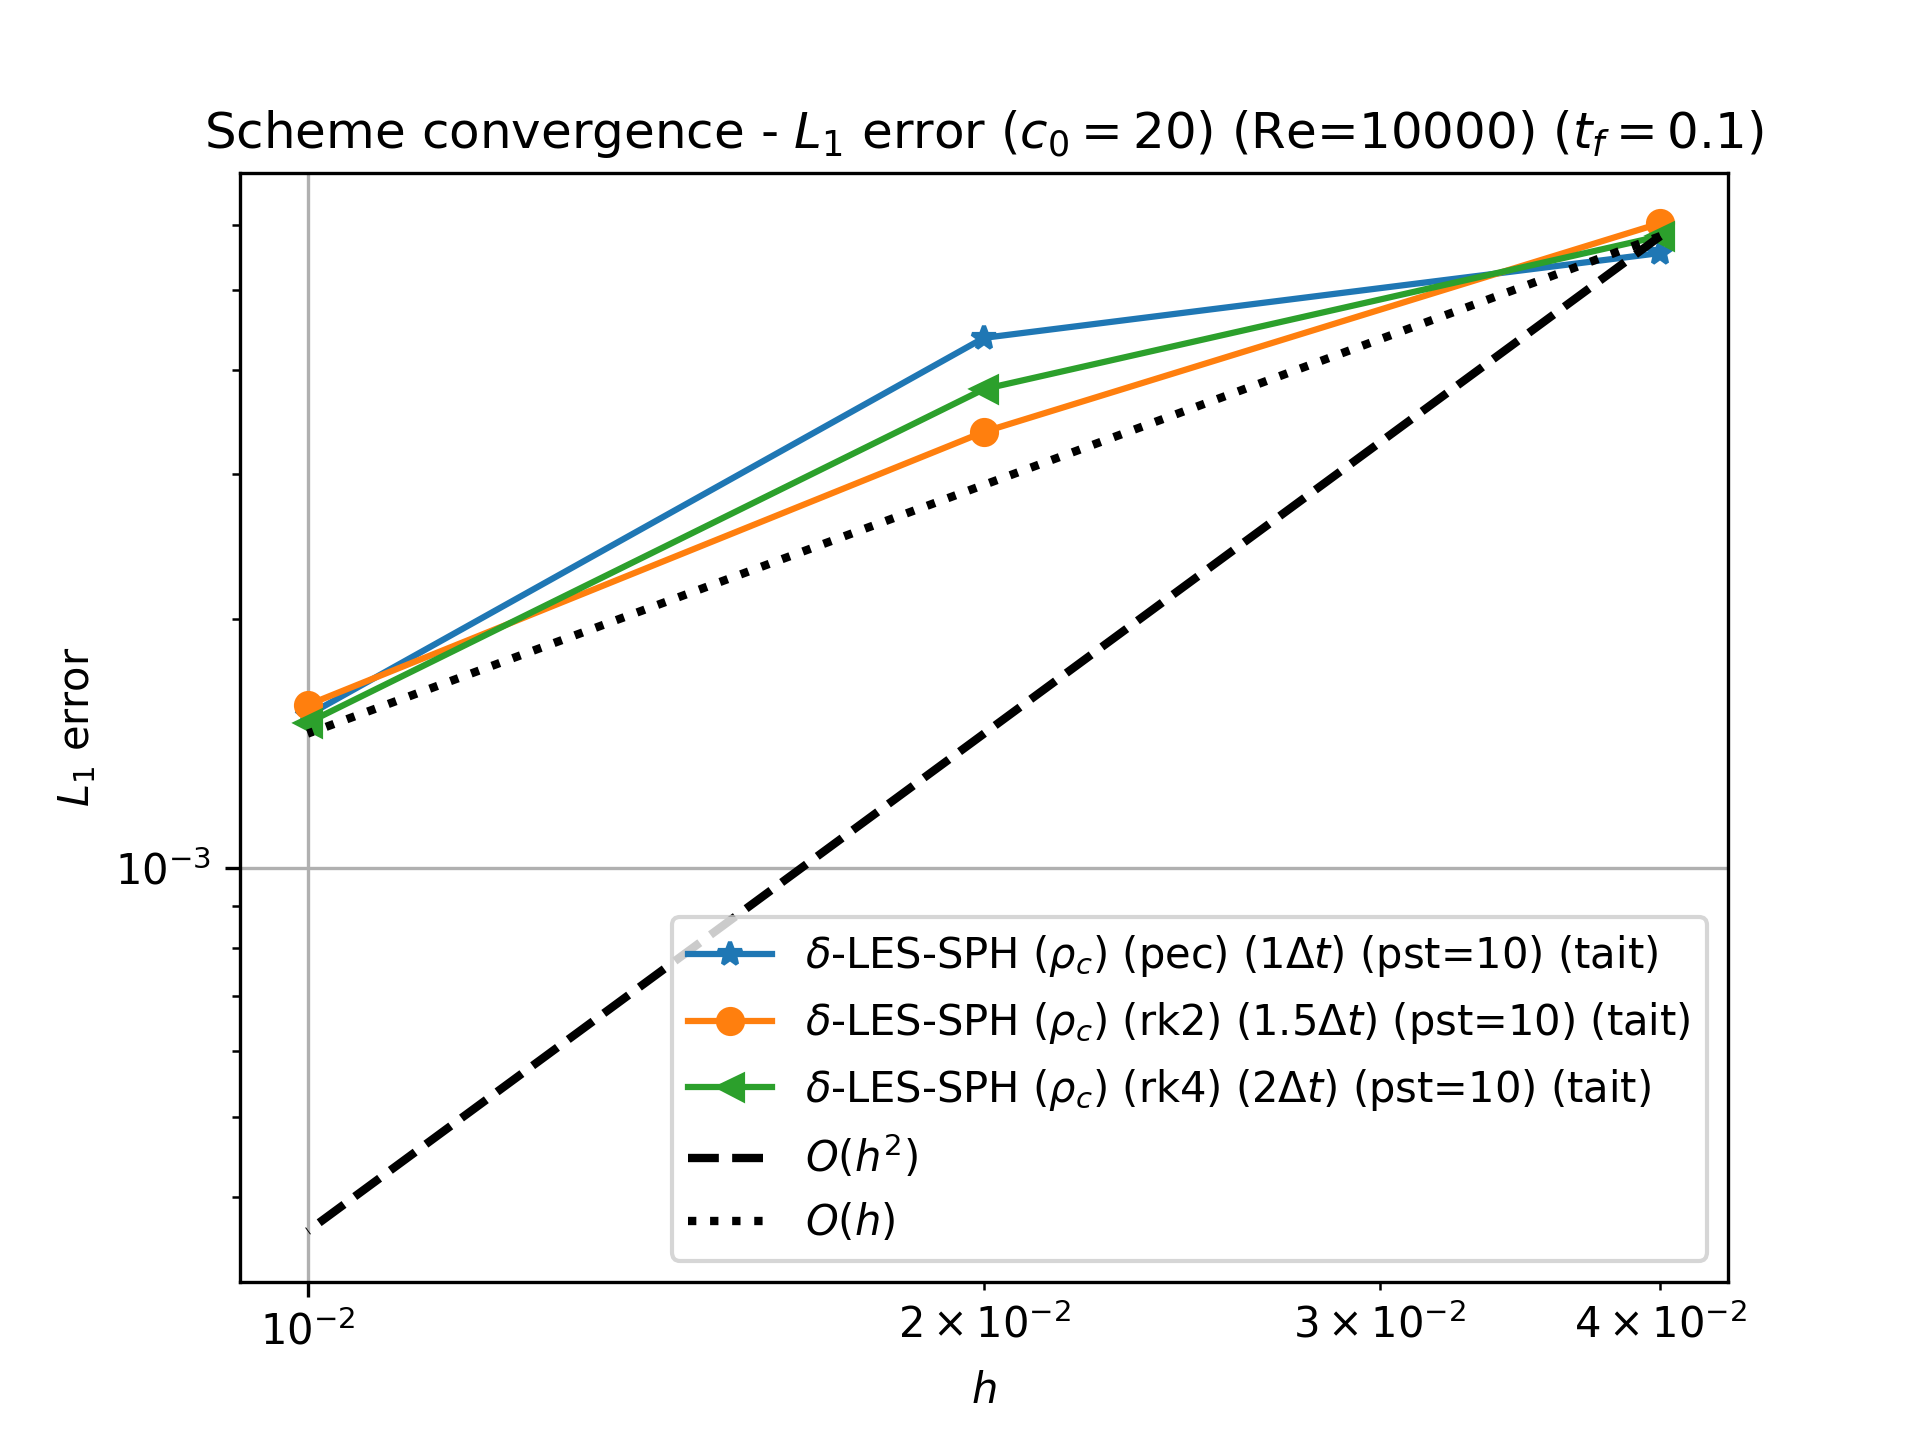 Scheme convergence - L₁ error (c₀ = 20) (Re=10000) (t_f = 0.1)
L₁ error
10⁻³
δ-LES-SPH (ρ_c) (pec) (1Δt) (pst=10) (tait)
δ-LES-SPH (ρ_c) (rk2) (1.5Δt) (pst=10) (tait)
δ-LES-SPH (ρ_c) (rk4) (2Δt) (pst=10) (tait)
O(h²)
O(h)
10⁻² 2 × 10⁻² 3 × 10⁻² 4 × 10⁻²
h